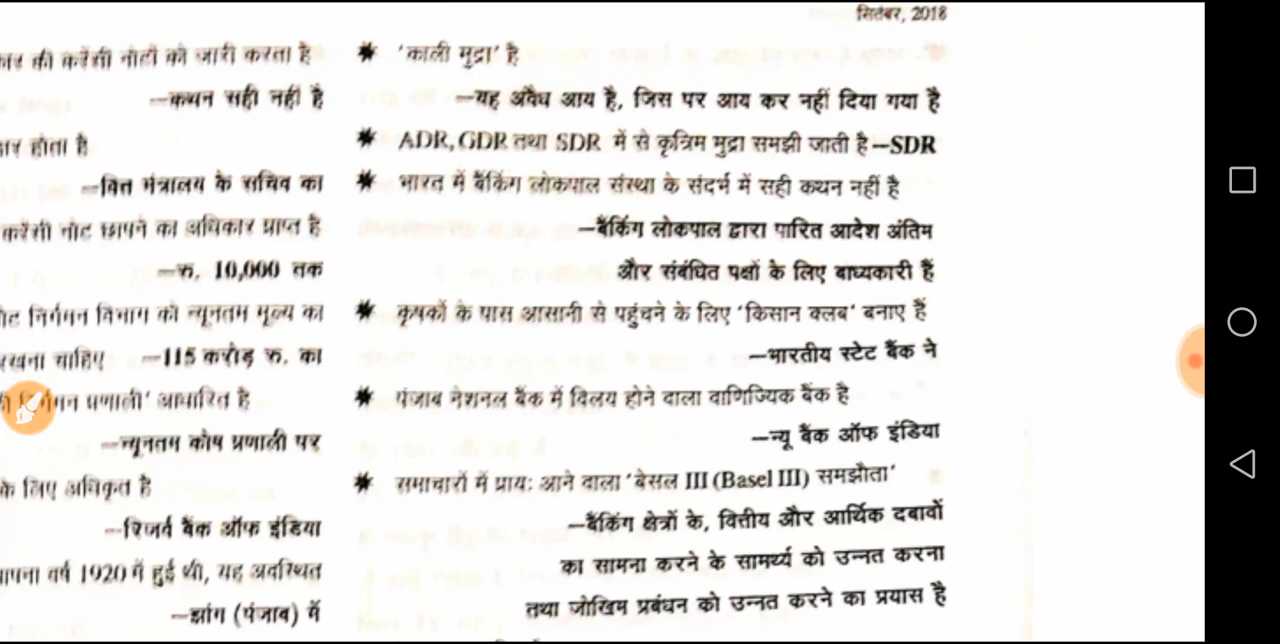 सितंबर, 2018
की करेंसी नोटों को जारी करता है
–कथन सही नहीं है
होता है
–वित्त मंत्रालय के सचिव का
करेंसी नोट छापने का अधिकार प्राप्त है
–रु. 10,000 तक
निर्गमन विभाग को न्यूनतम मूल्य का
रखना चाहिए –115 करोड़ रु. का
प्रणाली' आधारित है
–न्यूनतम कोष प्रणाली पर
के लिए अधिकृत है
–रिजर्व बैंक ऑफ इंडिया
वर्ष 1920 में हुई थी, यह अवस्थित
–झांग (पंजाब) में
* 'काली मुद्रा' है
–यह अवैध आय है, जिस पर आय कर नहीं दिया गया है
* ADR, GDR तथा SDR में से कृत्रिम मुद्रा समझी जाती है –SDR
* भारत में बैंकिंग लोकपाल संस्था के संदर्भ में सही कथन नहीं है
–बैंकिंग लोकपाल द्वारा पारित आदेश अंतिम
और संबंधित पक्षों के लिए बाध्यकारी हैं
* कृषकों के पास आसानी से पहुंचने के लिए 'किसान क्लब' बनाए हैं
–भारतीय स्टेट बैंक ने
* पंजाब नेशनल बैंक में विलय होने वाला वाणिज्यिक बैंक है
–न्यू बैंक ऑफ इंडिया
* समाचारों में प्राय: आने वाला 'बेसल III (Basel III) समझौता'
–बैंकिंग क्षेत्रों के, वित्तीय और आर्थिक दबावों
का सामना करने के सामर्थ्य को उन्नत करना
तथा जोखिम प्रबंधन को उन्नत करने का प्रयास है